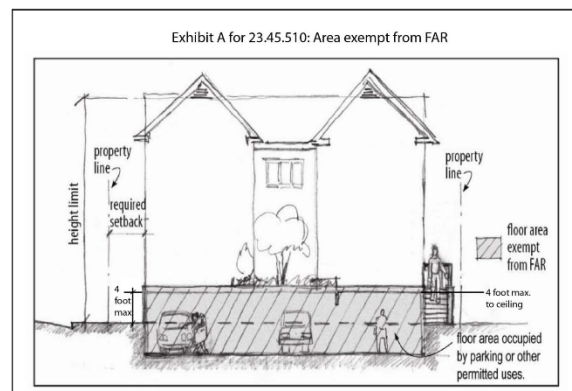 Exhibit A for 23.45.510: Area exempt from FAR
property
line
required
setback
height limit
4
foot
max.
property
line
floor area
exempt
from FAR
4 foot max.
to ceiling
floor area occupied
by parking or other
permitted uses.